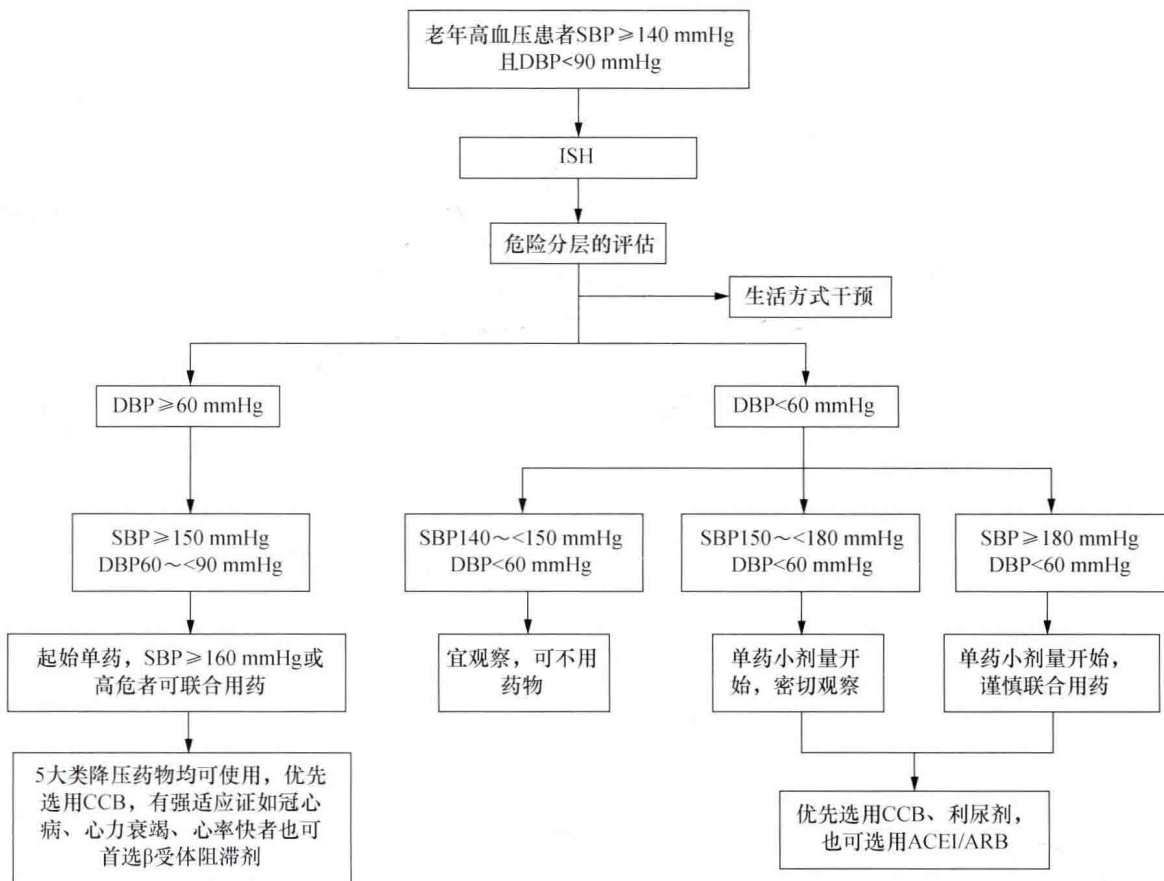 老年高血压患者SBP≥140 mmHg
且DBP<90 mmHg
ISH
危险分层的评估
生活方式干预
DBP≥60 mmHg
DBP<60 mmHg
SBP≥150 mmHg
DBP60～<90 mmHg
SBP140～<150 mmHg
DBP<60 mmHg
SBP150～<180 mmHg
DBP<60 mmHg
SBP≥180 mmHg
DBP<60 mmHg
起始单药，SBP≥160 mmHg或
高危者可联合用药
宜观察，可不用
药物
单药小剂量开
始，密切观察
单药小剂量开始，
谨慎联合用药
5大类降压药物均可使用，优先
选用CCB，有强适应证如冠心
病、心力衰竭、心率快者也可
首选β受体阻滞剂
优先选用CCB、利尿剂，
也可选用ACEI/ARB